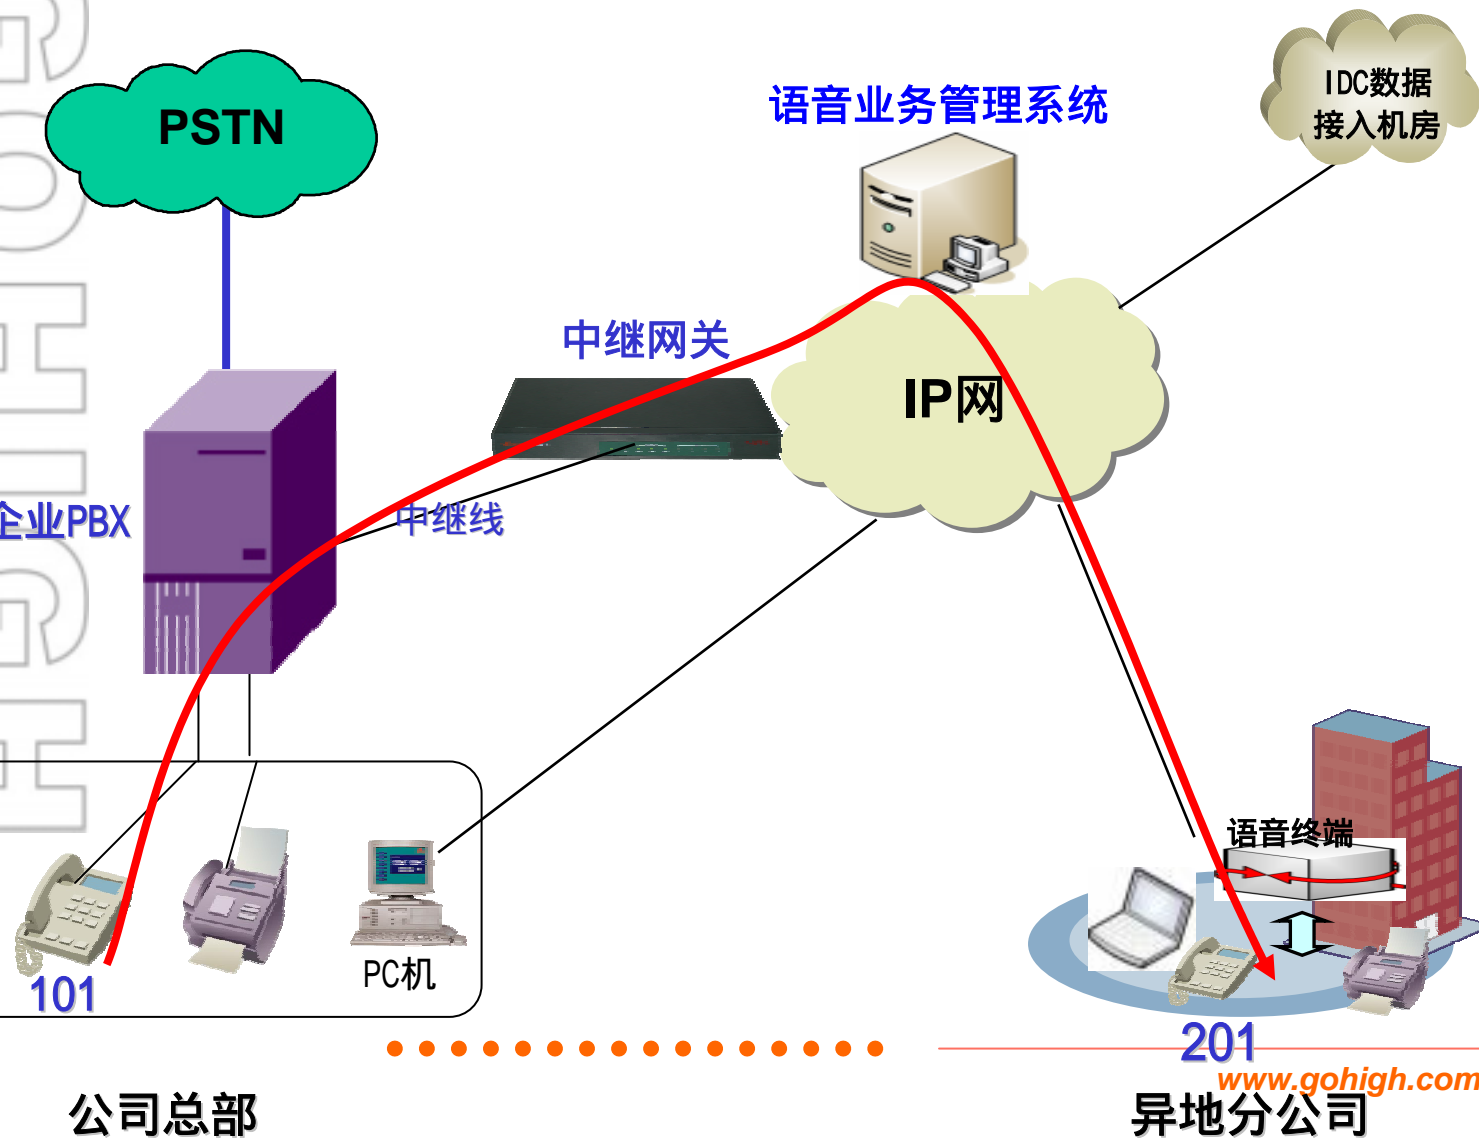 PSTN
语音业务管理系统
IDC数据
接入机房
中继网关
IP网
企业PBX
中继线
语音终端
PC机
101
201
www.gohigh.com
公司总部
异地分公司